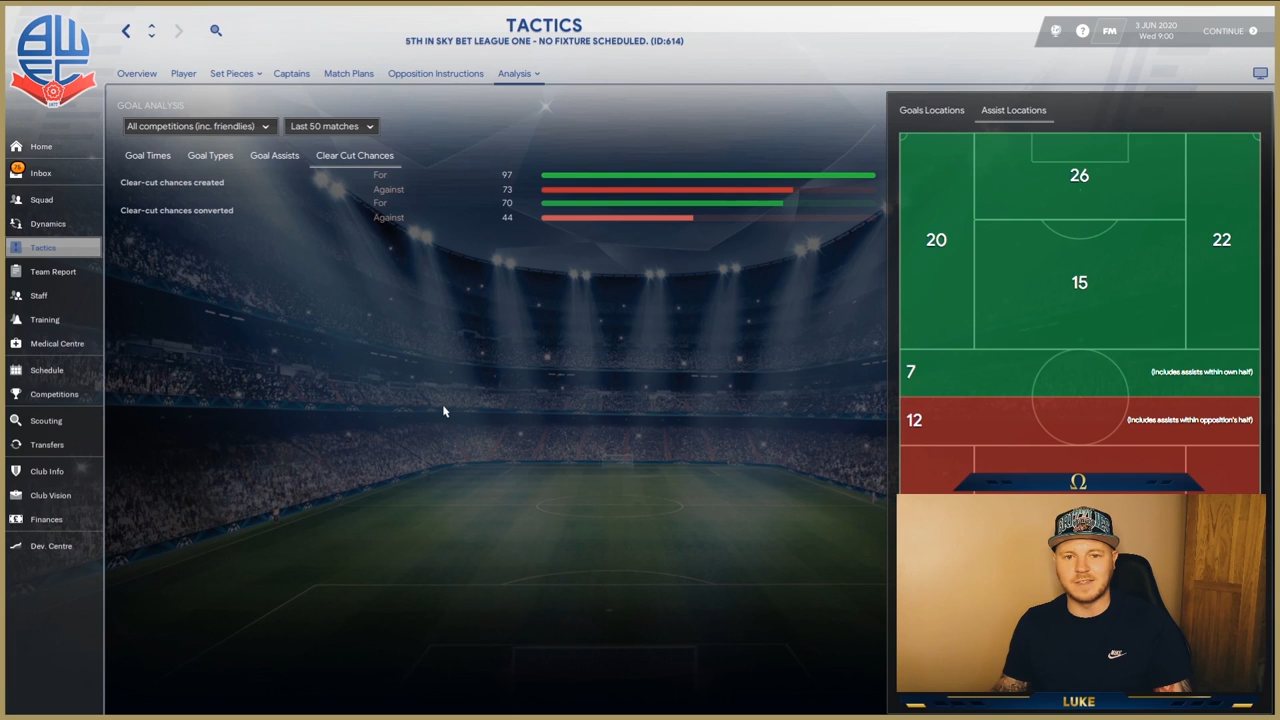 TACTICS
5TH IN SKY BET LEAGUE ONE - NO FIXTURE SCHEDULED. (ID:614)
FM
3 JUN 2020
Wed 9:00
CONTINUE
Overview
Player
Set Pieces
Captains
Match Plans
Opposition Instructions
Analysis
Home
75
Inbox
Squad
Dynamics
Tactics
Team Report
Staff
Training
Medical Centre
Schedule
Competitions
Scouting
Transfers
Club Info
Club Vision
Finances
Dev. Centre
GOAL ANALYSIS
All competitions (inc. friendlies)
Last 50 matches
Goal Times
Goal Types
Goal Assists
Clear Cut Chances
Clear-cut chances created
For 97
Against 73
Clear-cut chances converted
For 70
Against 44
Goals Locations
Assist Locations
26
20
22
15
7
(Includes assists within own half)
12
(Includes assists within opposition's half)
Ω
LUKE